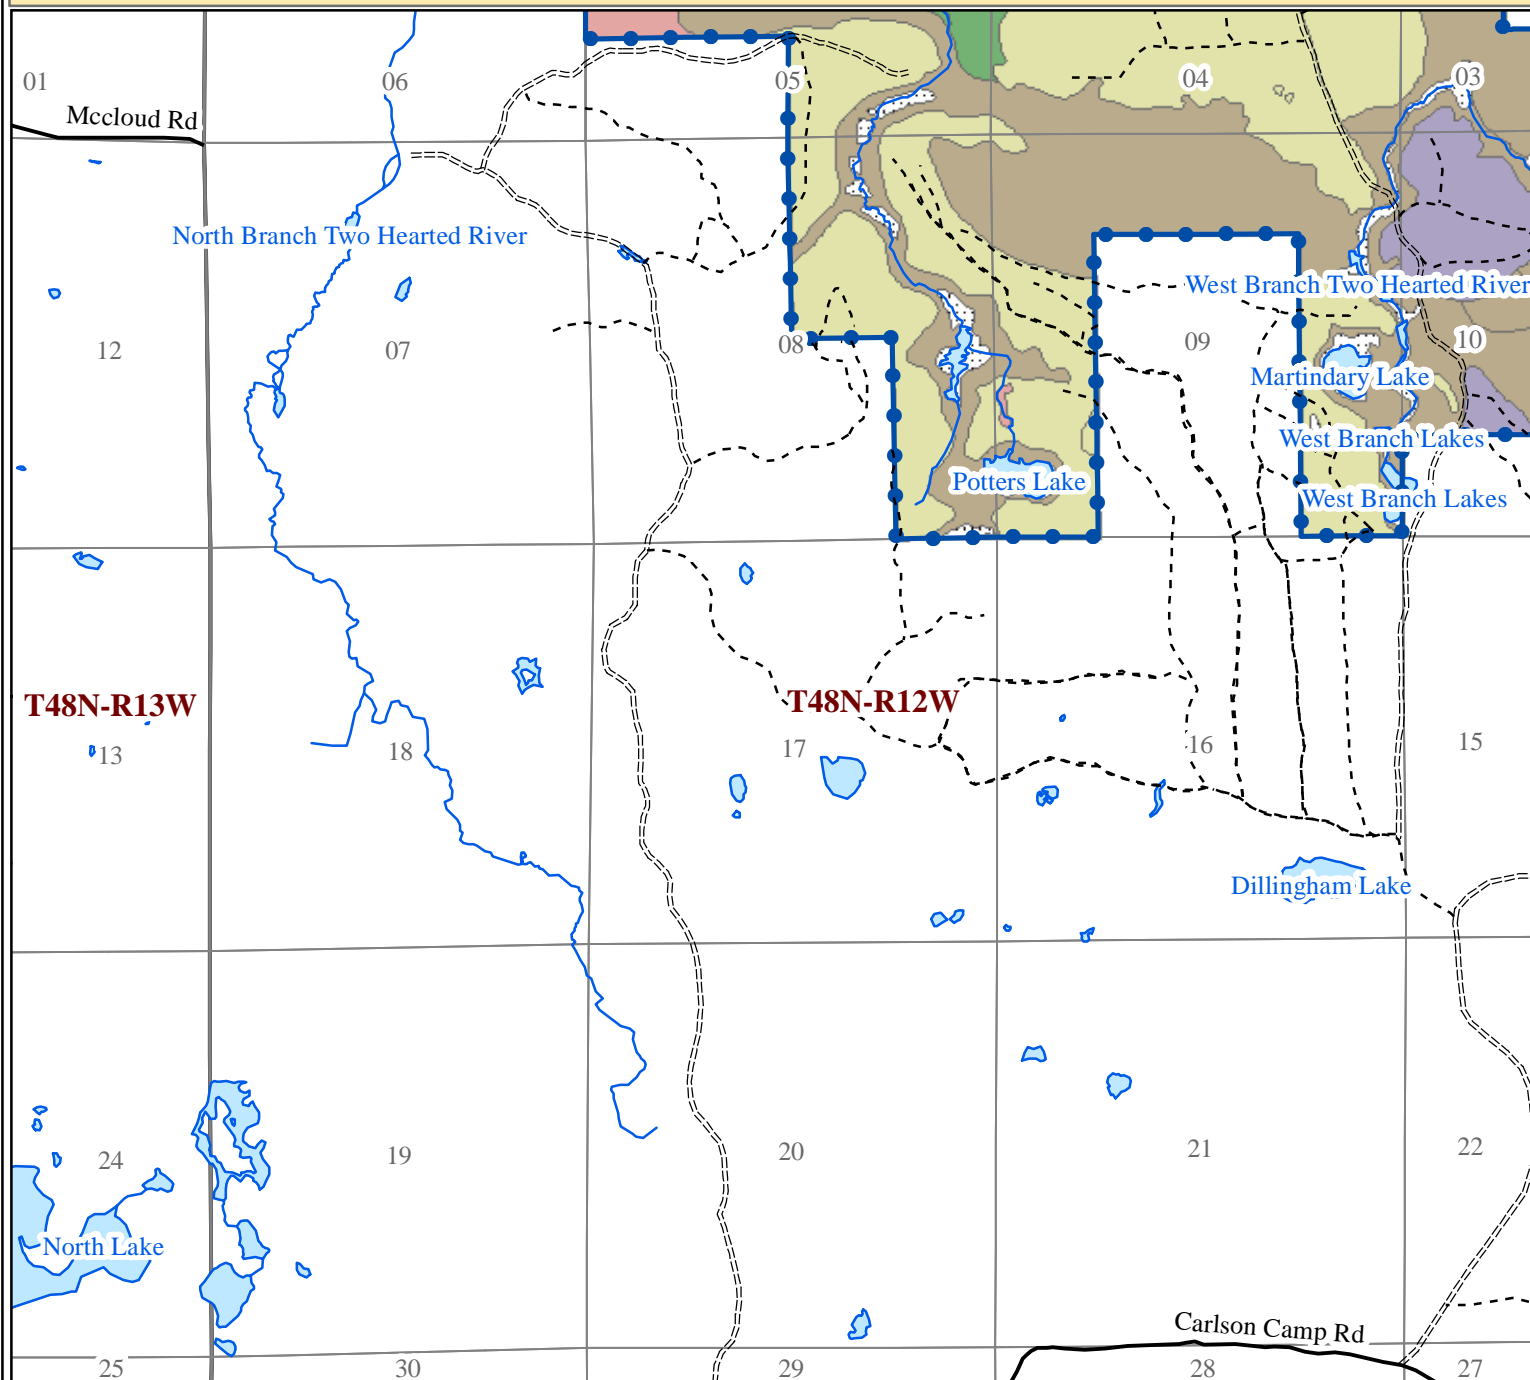 01
06
05
04
03
Mccloud Rd
North Branch Two Hearted River
West Branch Two Hearted River
12
07
08
09
10
Martindary Lake
West Branch Lakes
Potters Lake
West Branch Lakes
T48N-R13W
T48N-R12W
13
18
17
16
15
Dillingham Lake
24
19
20
21
22
North Lake
Carlson Camp Rd
25
30
29
28
27